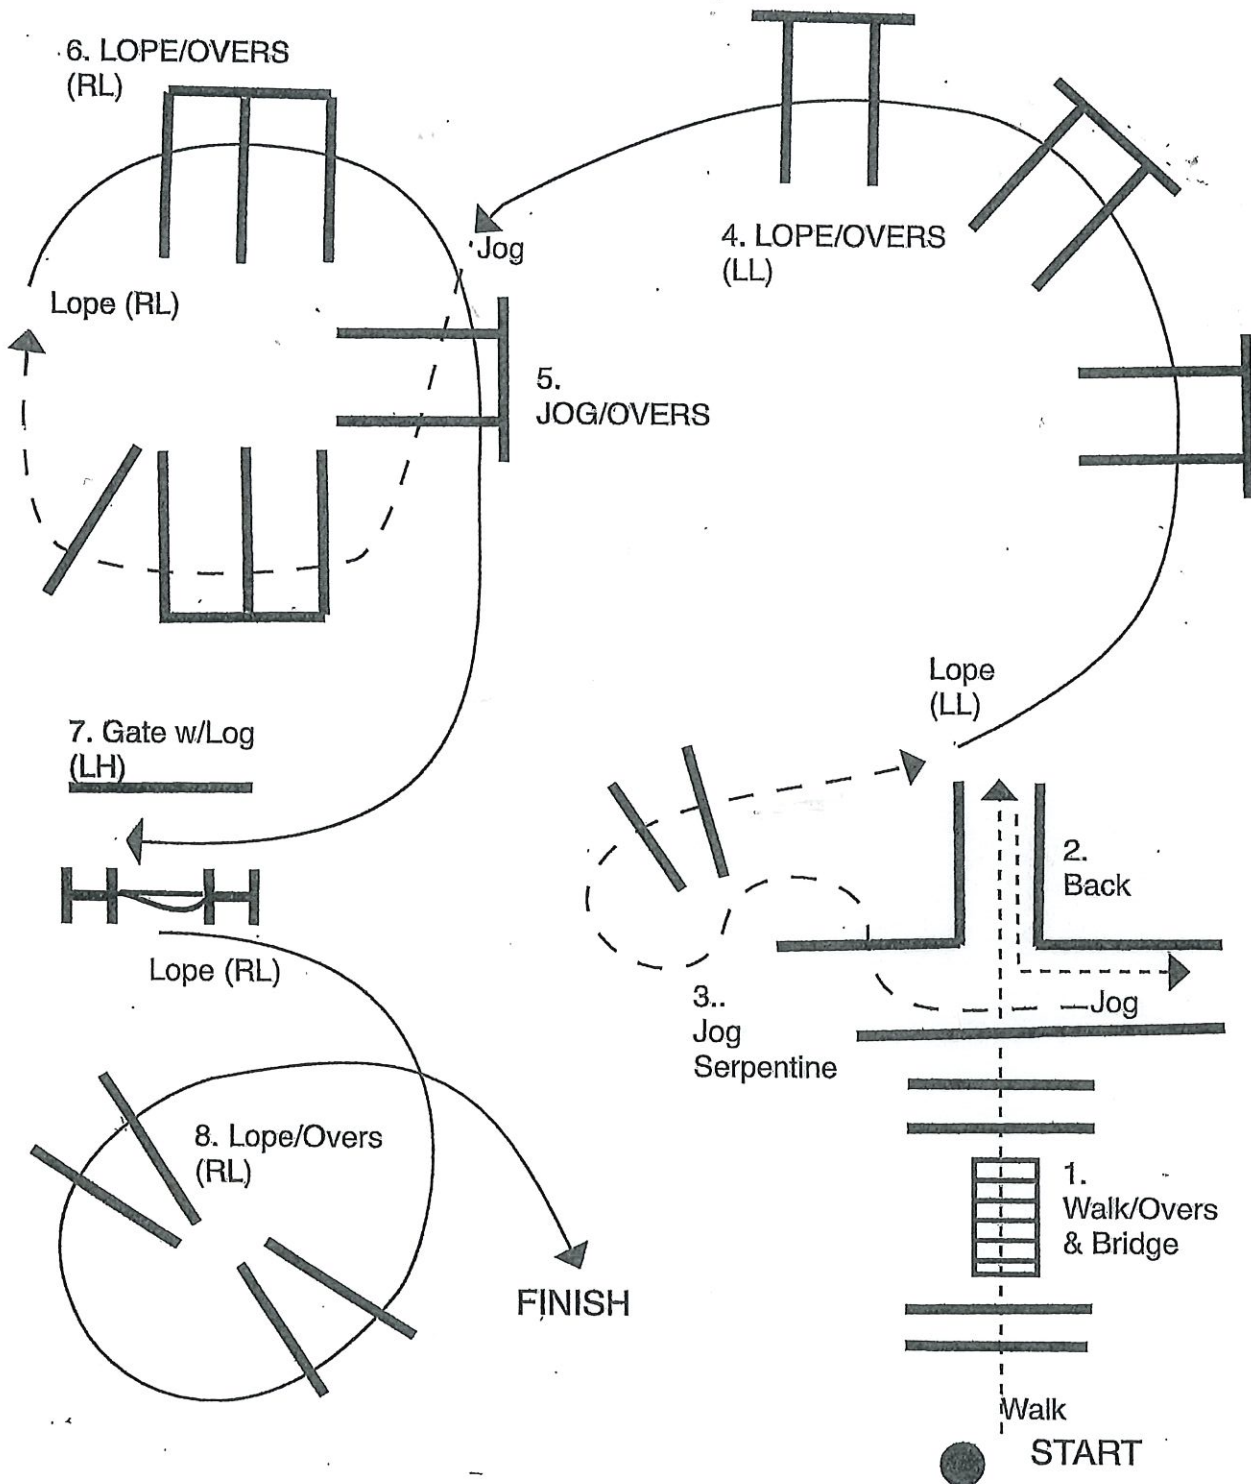 6. LOPE/OVERS
(RL)
Lope (RL)
Jog
4. LOPE/OVERS
(LL)
5.
JOG/OVERS
Lope
(LL)
7. Gate w/Log
(LH)
2.
Back
Lope (RL)
3..
Jog
Serpentine
Jog
8. Lope/Overs
(RL)
1.
Walk/Overs
& Bridge
FINISH
Walk
START